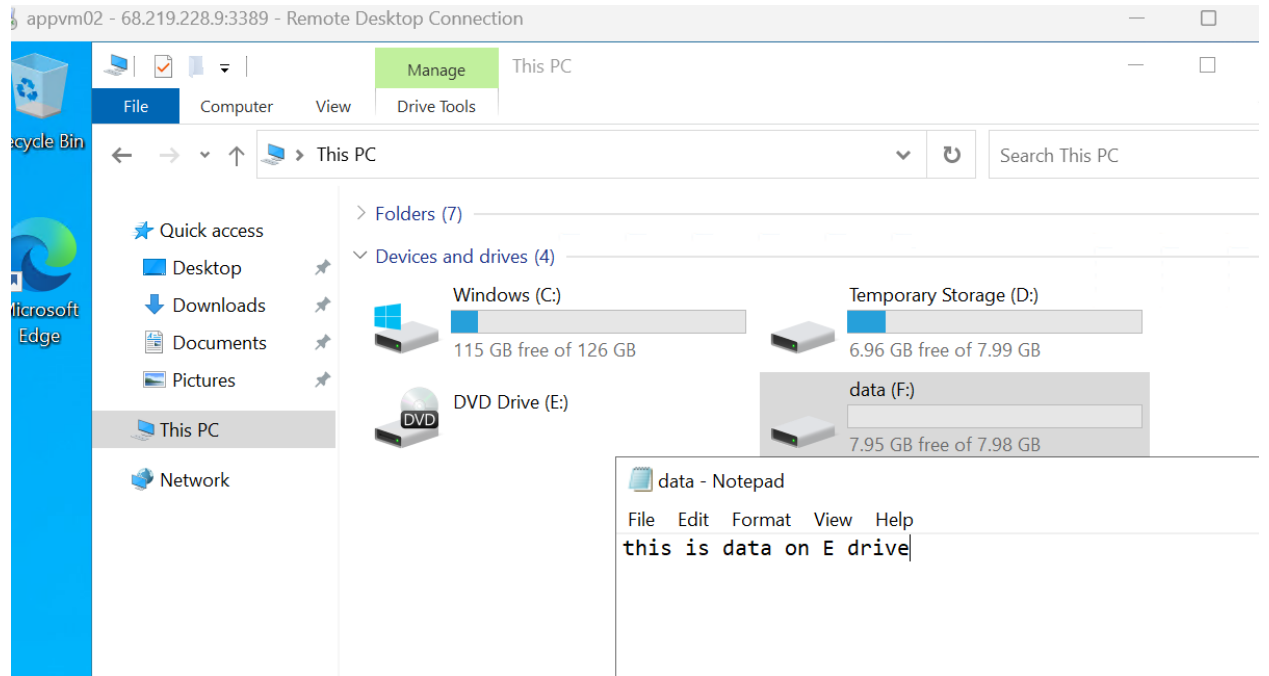 appvm02 - 68.219.228.9:3389 - Remote Desktop Connection
Manage
This PC
File
Computer
View
Drive Tools
This PC
Search This PC
ecycle Bin
Microsoft
Edge
Quick access
Desktop
Downloads
Documents
Pictures
This PC
Network
Folders (7)
Devices and drives (4)
Windows (C:)
115 GB free of 126 GB
Temporary Storage (D:)
6.96 GB free of 7.99 GB
DVD
DVD Drive (E:)
data (F:)
7.95 GB free of 7.98 GB
data - Notepad
File Edit Format View Help
this is data on E drive